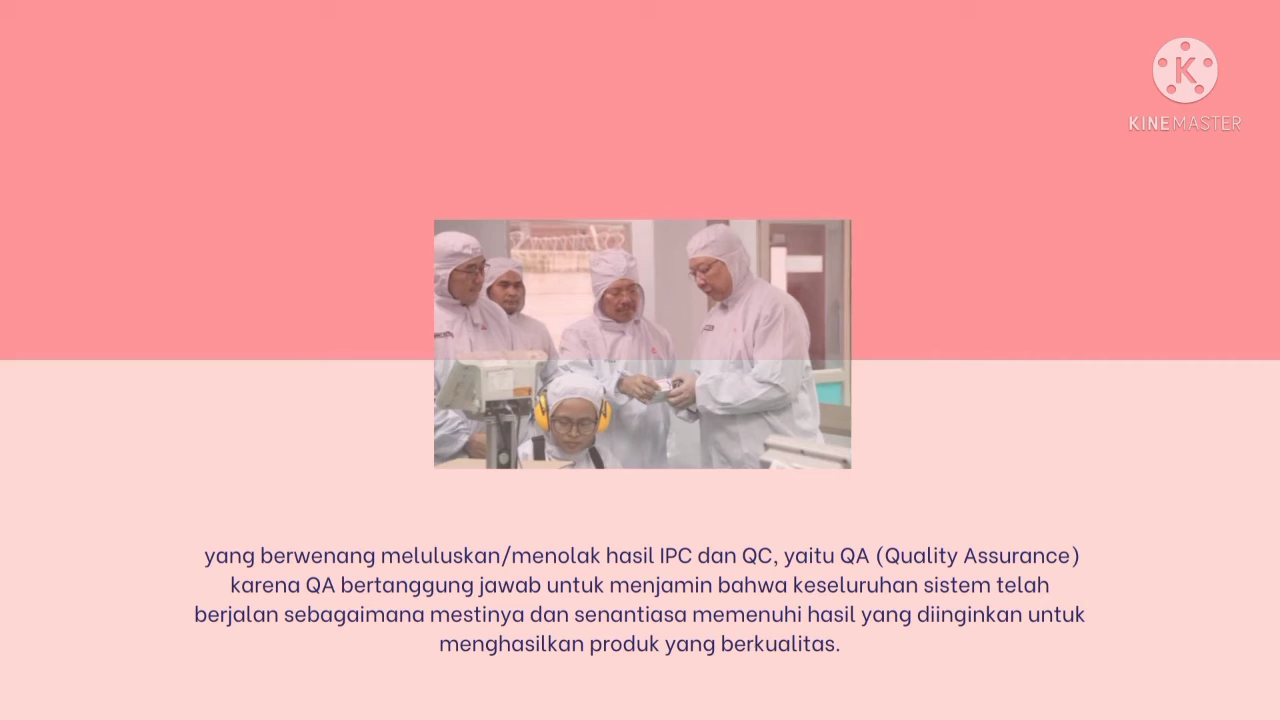 KINEMASTER
yang berwenang meluluskan/menolak hasil IPC dan QC, yaitu QA (Quality Assurance)
karena QA bertanggung jawab untuk menjamin bahwa keseluruhan sistem telah
berjalan sebagaimana mestinya dan senantiasa memenuhi hasil yang diinginkan untuk
menghasilkan produk yang berkualitas.